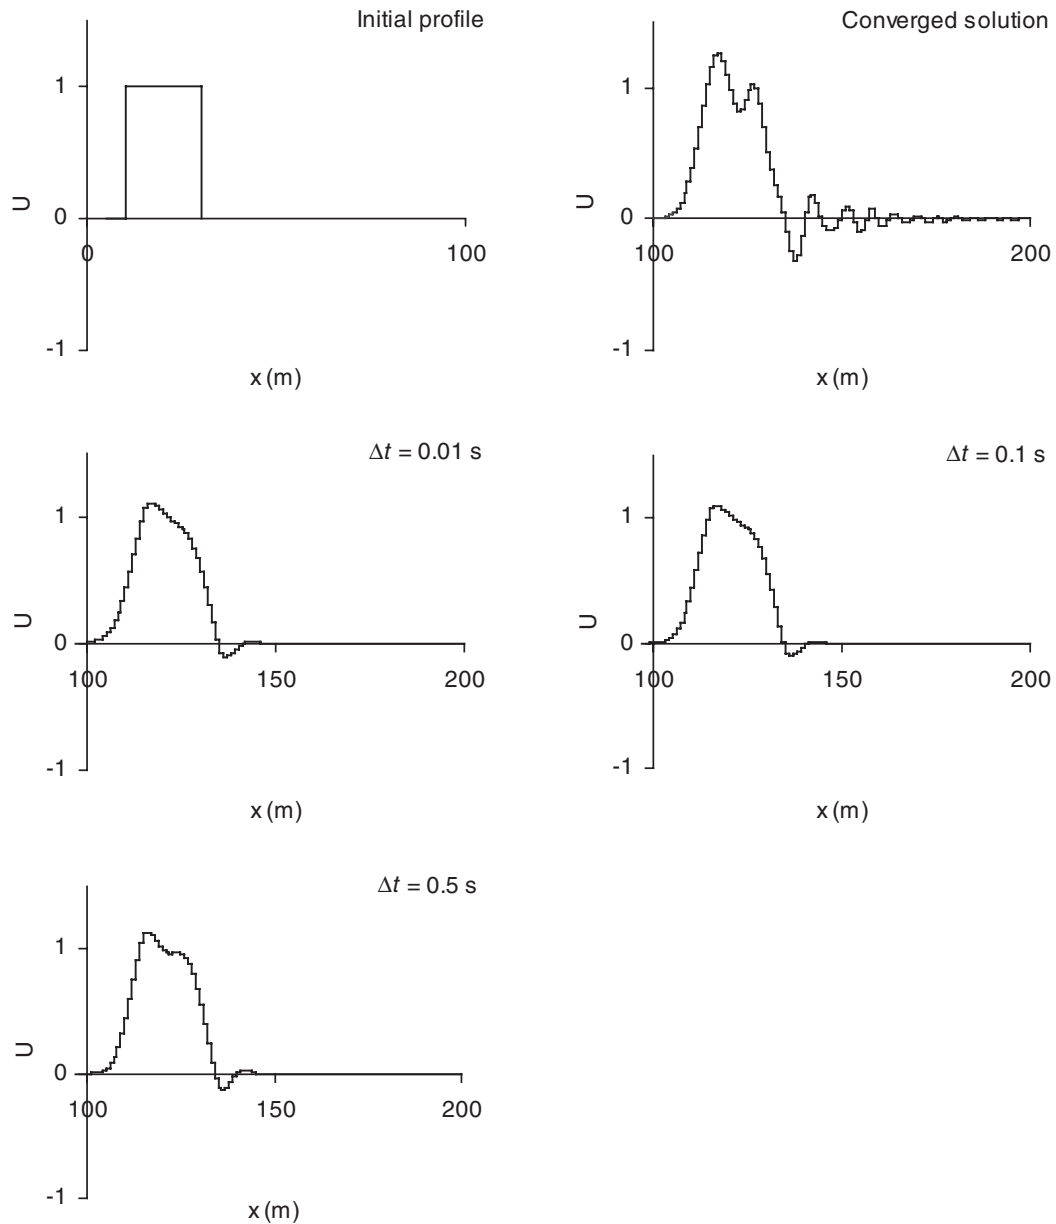 Initial profile
1
U
0
0
100
-1
x (m)
Converged solution
1
U
0
100
200
-1
x (m)
Δt = 0.01 s
1
U
0
100
150
200
-1
x (m)
Δt = 0.1 s
1
U
0
100
150
200
-1
x (m)
Δt = 0.5 s
1
U
0
100
150
200
-1
x (m)